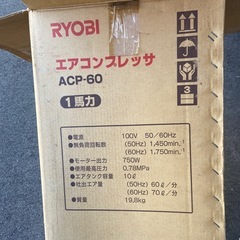 RYOBI
エアコンプレッサ
ACP-60
1馬力
3
●電源 100V 50/60Hz
●無負荷回転数 (50Hz) 1,450min⁻¹
(60Hz) 1,750min⁻¹
●モーター出力 750W
●使用最高圧力 0.78MPa
●エアタンク容量 10ℓ
●吐出エア量 (50Hz) 60ℓ/分
(60Hz) 70ℓ/分
●質量 19.8kg